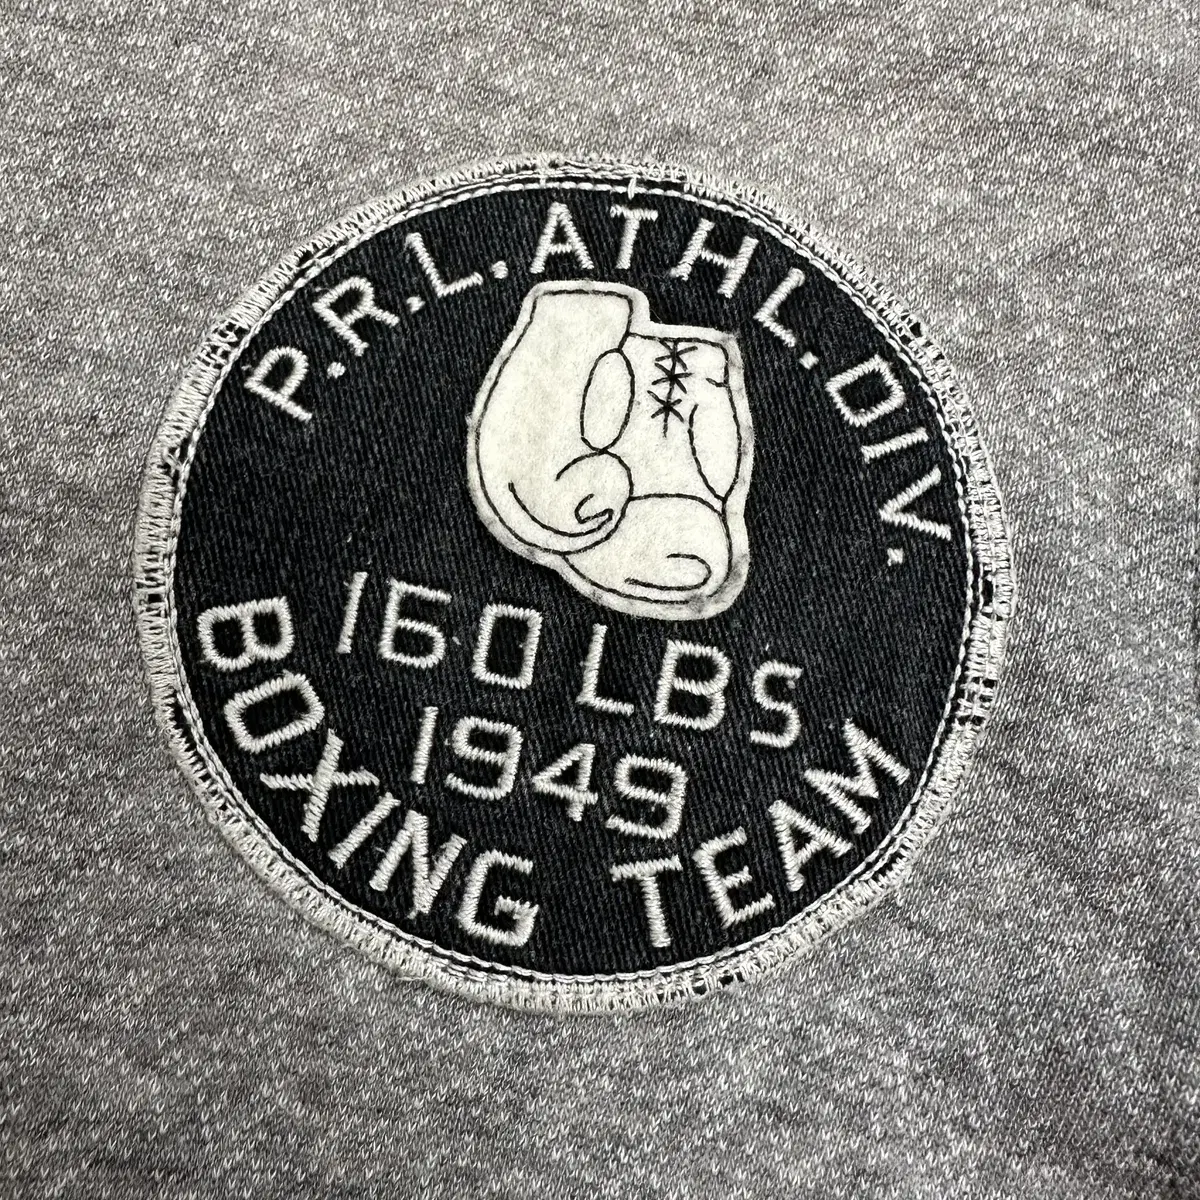 P.R.L. ATHL. DIV.
160 LBS
1949
BOXING TEAM